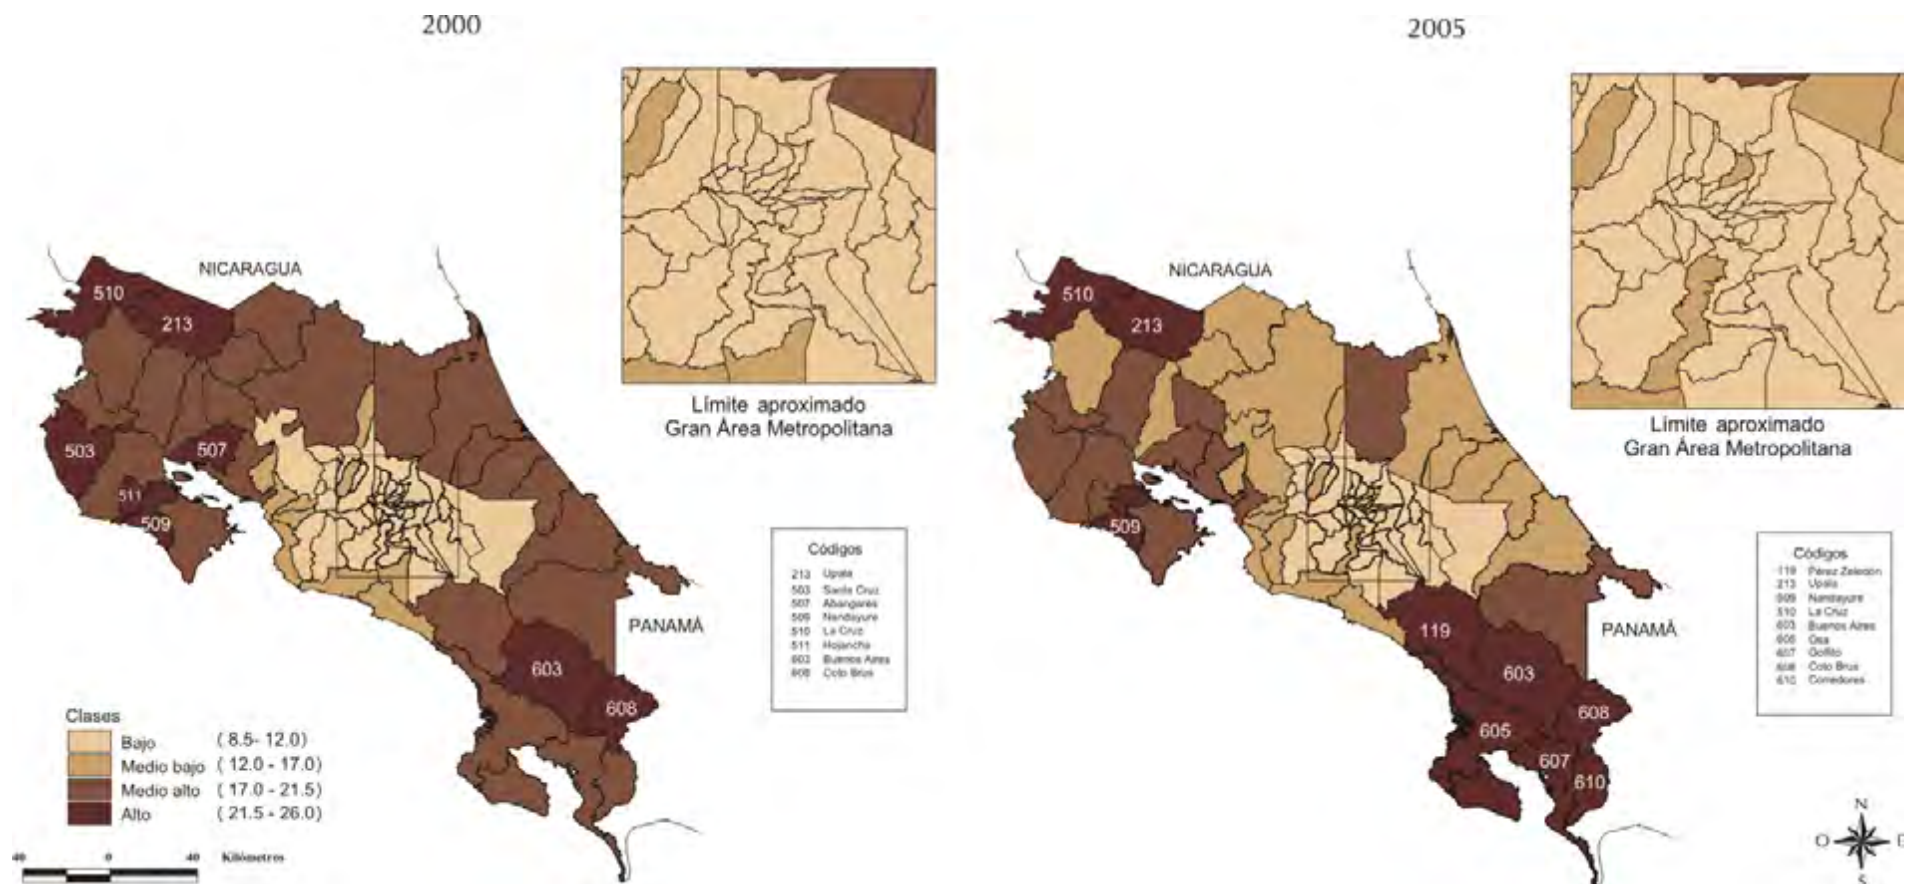 2000
NICARAGUA
510
213
503
507
511
509
603
608
PANAMÁ
Límite aproximado
Gran Área Metropolitana
Códigos
213 Upala
503 Santa Cruz
507 Abangares
509 Nandayure
510 La Cruz
511 Hojancha
603 Buenos Aires
608 Coto Brus
Clases
Bajo ( 8.5- 12.0)
Medio bajo ( 12.0 - 17.0)
Medio alto ( 17.0 - 21.5)
Alto ( 21.5 - 26.0)
40 0 40 Kilómetros
2005
NICARAGUA
510
213
509
119
603
608
605
607
610
PANAMÁ
Límite aproximado
Gran Área Metropolitana
Códigos
119 Pérez Zeledón
213 Upala
509 Nandayure
510 La Cruz
603 Buenos Aires
605 Osa
607 Golfito
608 Coto Brus
610 Corredores
N
O E
S